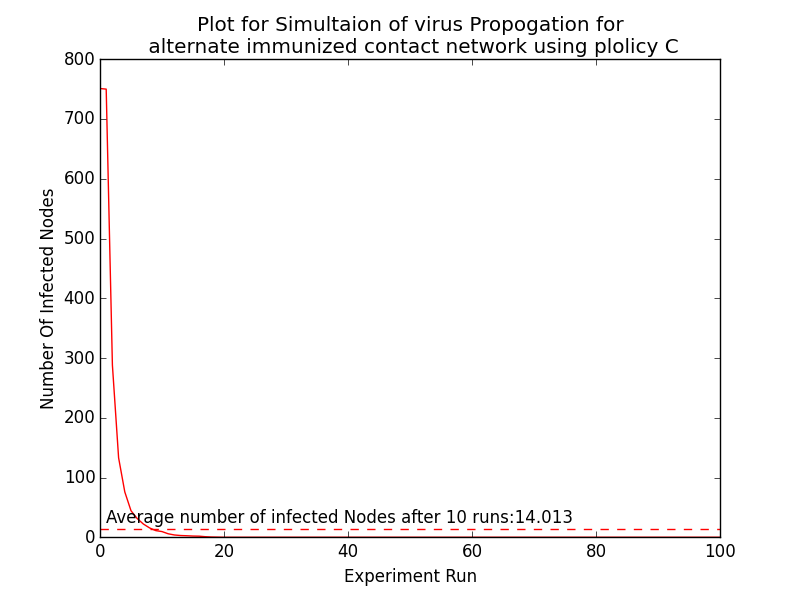 Plot for Simultaion of virus Propogation for
alternate immunized contact network using plolicy C
800
700
600
500
400
300
200
100
0
Number Of Infected Nodes
Average number of infected Nodes after 10 runs:14.013
0 20 40 60 80 100
Experiment Run